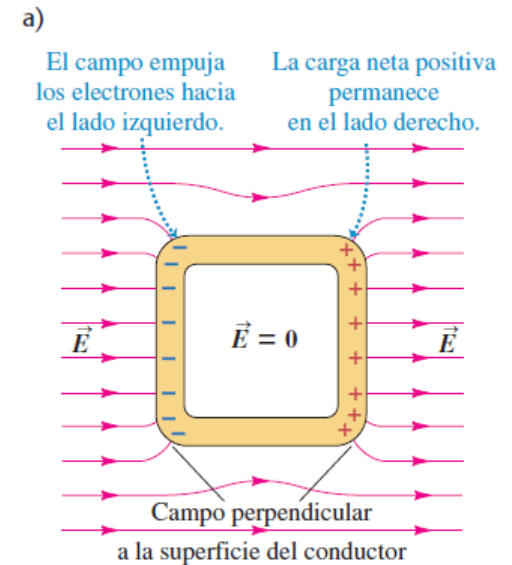 a)
El campo empuja
los electrones hacia
el lado izquierdo.
La carga neta positiva
permanece
en el lado derecho.
E⃗
E⃗ = 0
E⃗
Campo perpendicular
a la superficie del conductor